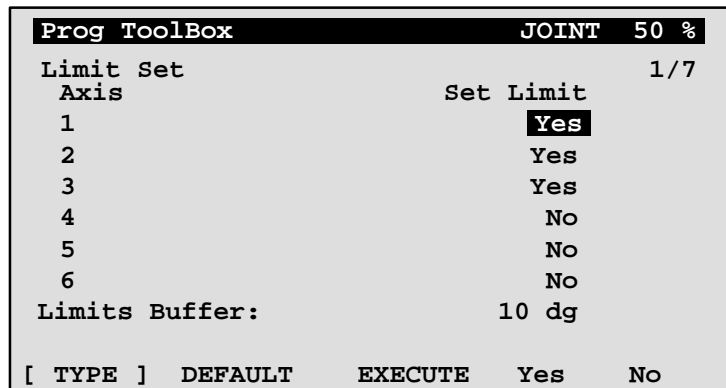 Prog ToolBox JOINT 50 %
Limit Set 1/7
Axis Set Limit
1 Yes
2 Yes
3 Yes
4 No
5 No
6 No
Limits Buffer: 10 dg
[ TYPE ] DEFAULT EXECUTE Yes No